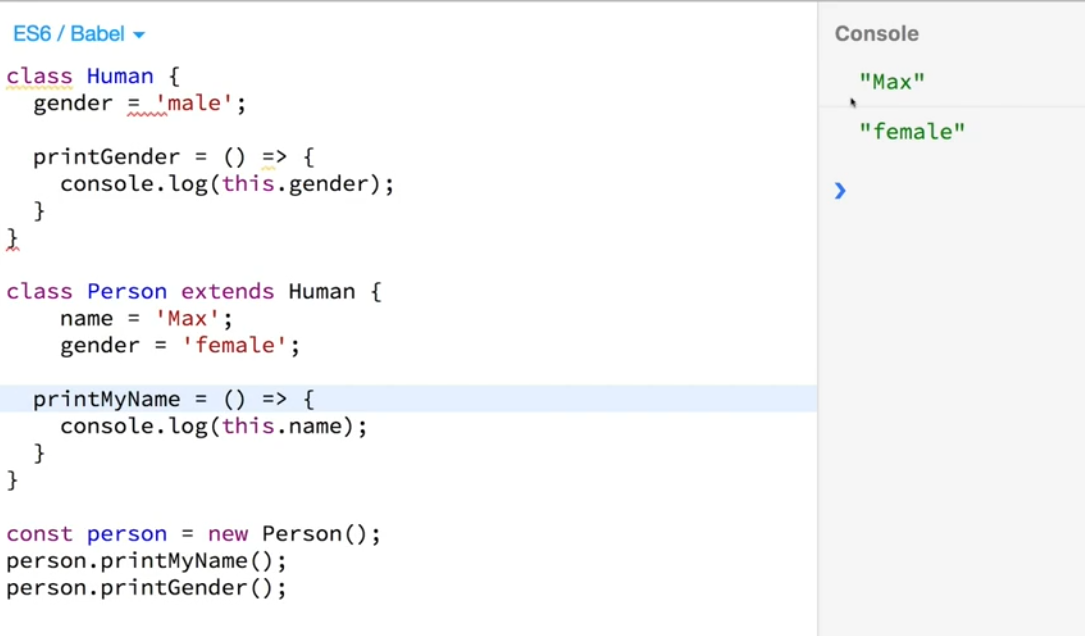 ES6 / Babel
class Human {
gender = 'male';
printGender = () => {
console.log(this.gender);
}
}
class Person extends Human {
name = 'Max';
gender = 'female';
printMyName = () => {
console.log(this.name);
}
}
const person = new Person();
person.printMyName();
person.printGender();
Console
"Max"
"female"